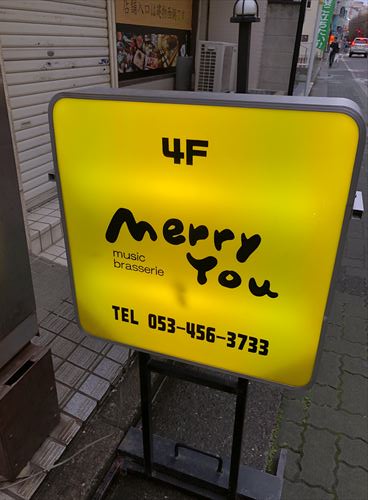 4F
Merry
You
music
brasserie
TEL 053-456-3733